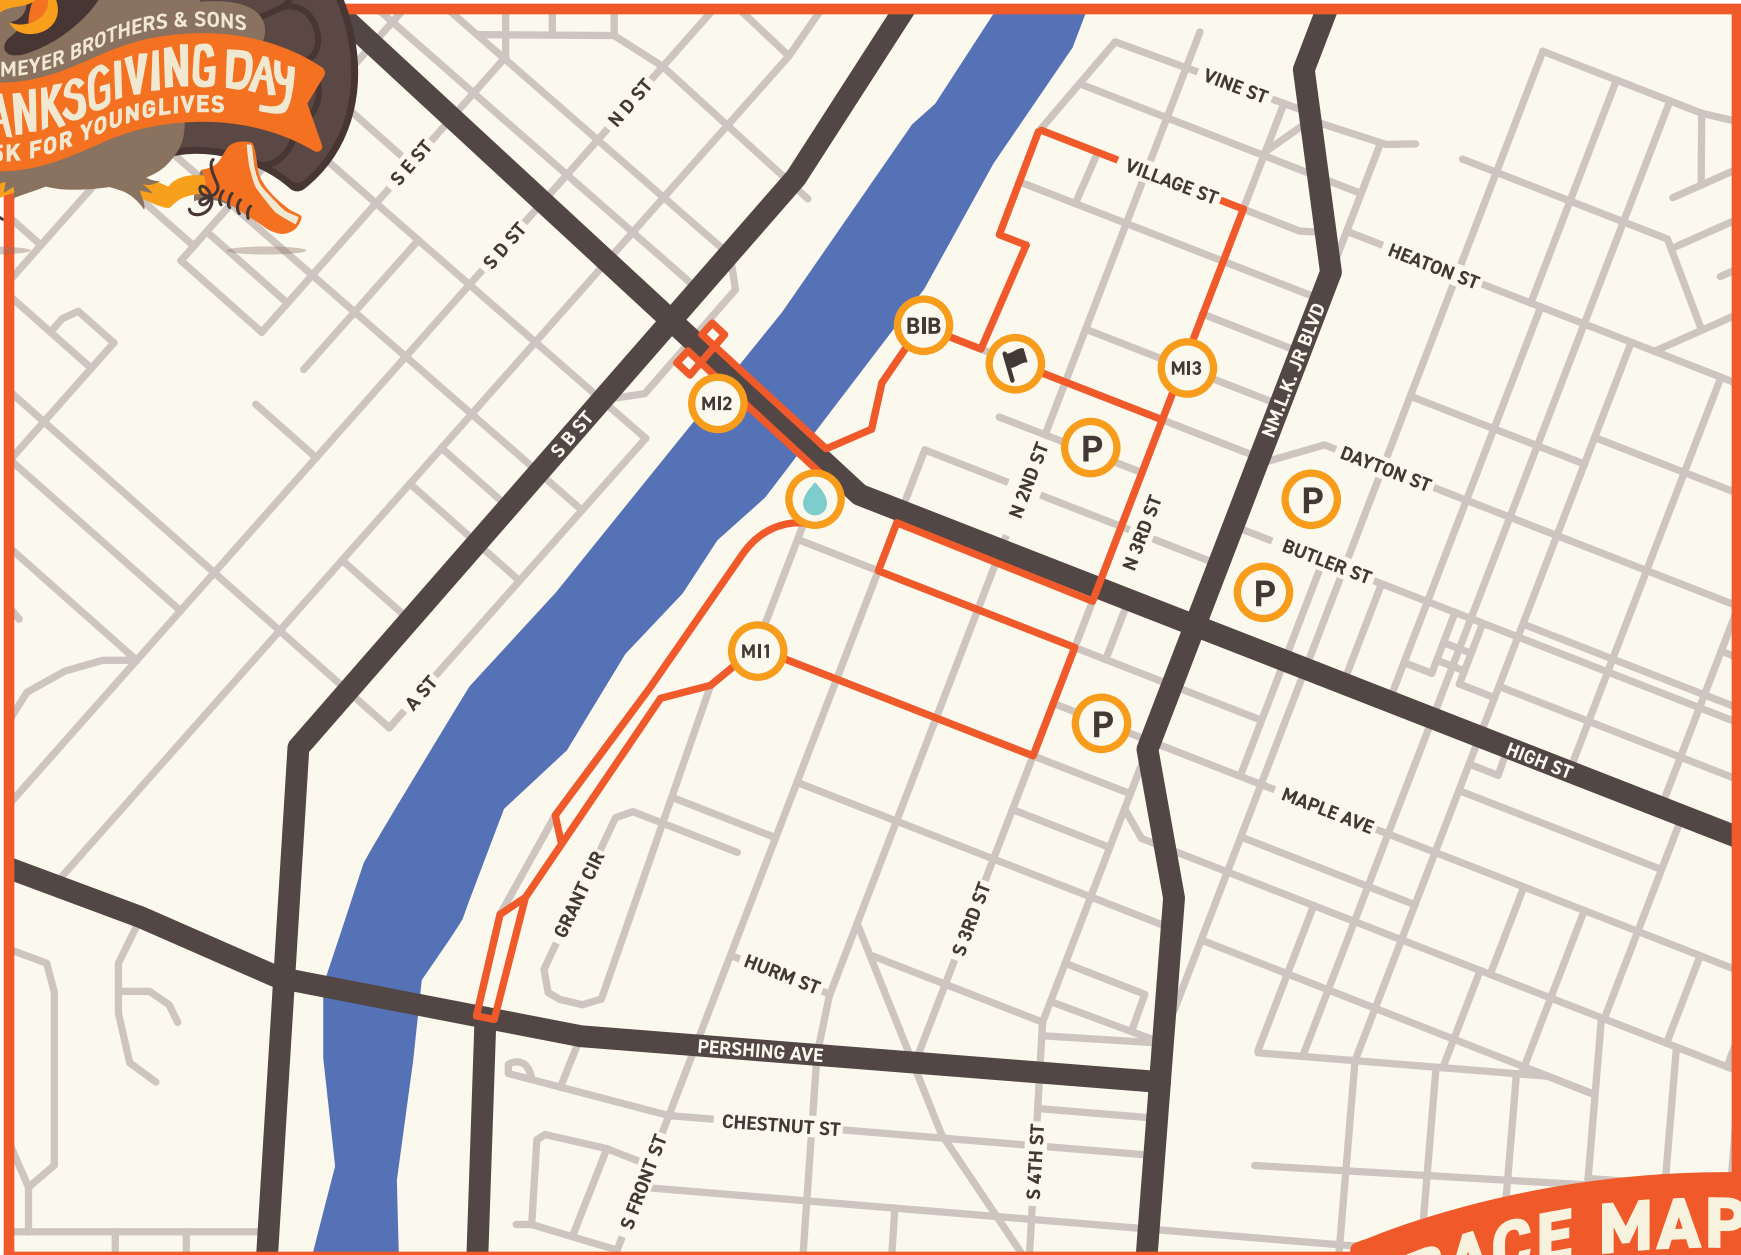 MEYER BROTHERS & SONS
ANKSGIVING DAY
5K FOR YOUNGLIVES
N D ST
S E ST
S D ST
S B ST
A ST
VINE ST
VILLAGE ST
HEATON ST
BIB
MI3
MI2
N M.L.K. JR BLVD
P
DAYTON ST
N 2ND ST
P
N 3RD ST
BUTLER ST
P
MI1
P
HIGH ST
MAPLE AVE
GRANT CIR
S 3RD ST
HURM ST
PERSHING AVE
CHESTNUT ST
S FRONT ST
S 4TH ST
ACE MAP